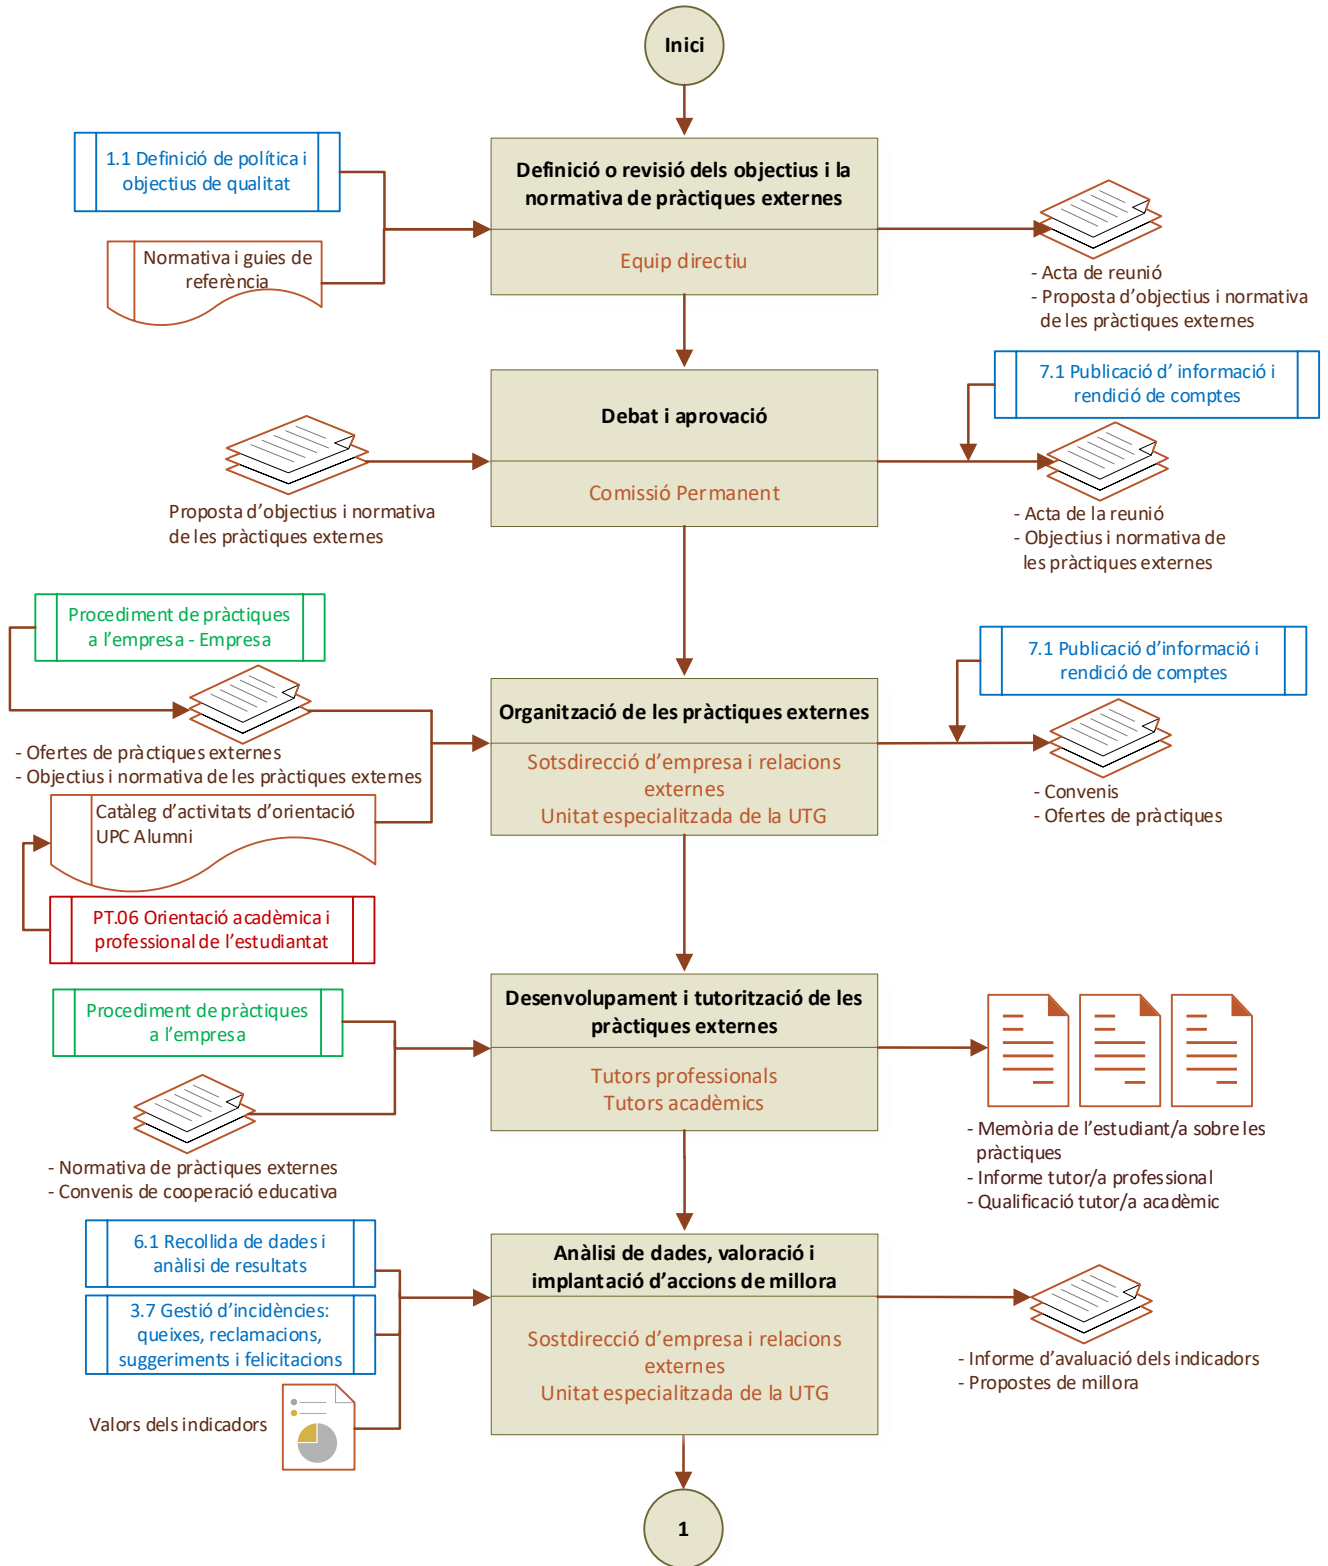 Inici
1.1 Definició de política i
objectius de qualitat
Normativa i guies de
referència
Definició o revisió dels objectius i la
normativa de pràctiques externes
Equip directiu
- Acta de reunió
- Proposta d’objectius i normativa
de les pràctiques externes
Proposta d’objectius i normativa
de les pràctiques externes
Debat i aprovació
Comissió Permanent
7.1 Publicació d’ informació i
rendició de comptes
- Acta de la reunió
- Objectius i normativa de
les pràctiques externes
Procediment de pràctiques
a l’empresa - Empresa
- Ofertes de pràctiques externes
- Objectius i normativa de les pràctiques externes
Catàleg d’activitats d’orientació
UPC Alumni
PT.06 Orientació acadèmica i
professional de l’estudiantat
Organització de les pràctiques externes
Sotsdirecció d’empresa i relacions
externes
Unitat especialitzada de la UTG
7.1 Publicació d’informació i
rendició de comptes
- Convenis
- Ofertes de pràctiques
Procediment de pràctiques
a l’empresa
- Normativa de pràctiques externes
- Convenis de cooperació educativa
Desenvolupament i tutorització de les
pràctiques externes
Tutors professionals
Tutors acadèmics
- Memòria de l’estudiant/a sobre les
pràctiques
- Informe tutor/a professional
- Qualificació tutor/a acadèmic
6.1 Recollida de dades i
anàlisi de resultats
3.7 Gestió d’incidències:
queixes, reclamacions,
suggeriments i felicitacions
Valors dels indicadors
Anàlisi de dades, valoració i
implantació d’accions de millora
Sostdirecció d’empresa i relacions
externes
Unitat especialitzada de la UTG
- Informe d’avaluació dels indicadors
- Propostes de millora
1